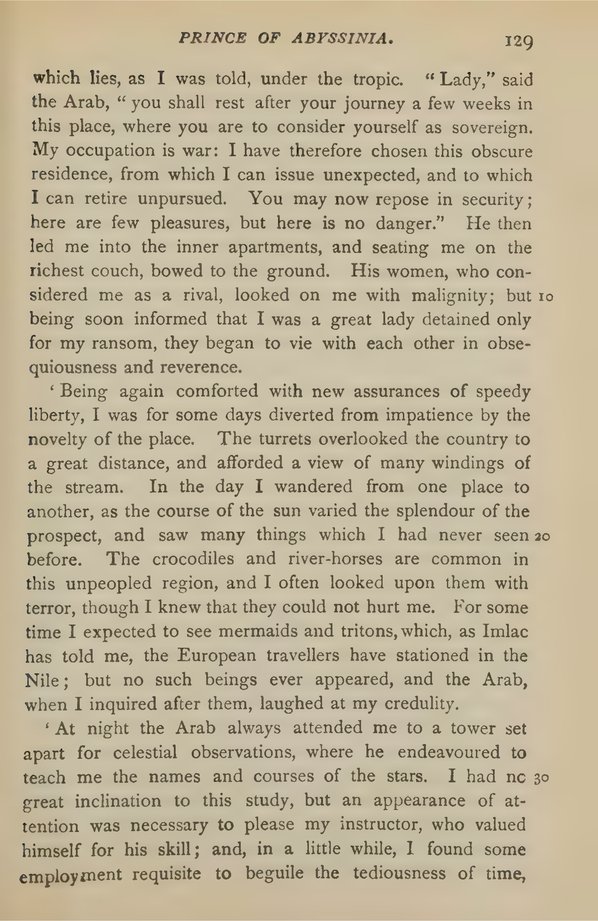 PRINCE OF ABYSSINIA. 129
which lies, as I was told, under the tropic. “ Lady,” said
the Arab, “ you shall rest after your journey a few weeks in
this place, where you are to consider yourself as sovereign.
My occupation is war: I have therefore chosen this obscure
residence, from which I can issue unexpected, and to which
I can retire unpursued. You may now repose in security;
here are few pleasures, but here is no danger.” He then
led me into the inner apartments, and seating me on the
richest couch, bowed to the ground. His women, who con-
sidered me as a rival, looked on me with malignity; but 10
being soon informed that I was a great lady detained only
for my ransom, they began to vie with each other in obse-
quiousness and reverence.
‘ Being again comforted with new assurances of speedy
liberty, I was for some days diverted from impatience by the
novelty of the place. The turrets overlooked the country to
a great distance, and afforded a view of many windings of
the stream. In the day I wandered from one place to
another, as the course of the sun varied the splendour of the
prospect, and saw many things which I had never seen 20
before. The crocodiles and river-horses are common in
this unpeopled region, and I often looked upon them with
terror, though I knew that they could not hurt me. For some
time I expected to see mermaids and tritons, which, as Imlac
has told me, the European travellers have stationed in the
Nile; but no such beings ever appeared, and the Arab,
when I inquired after them, laughed at my credulity.
‘ At night the Arab always attended me to a tower set
apart for celestial observations, where he endeavoured to
teach me the names and courses of the stars. I had nc 30
great inclination to this study, but an appearance of at-
tention was necessary to please my instructor, who valued
himself for his skill; and, in a little while, I found some
employment requisite to beguile the tediousness of time,